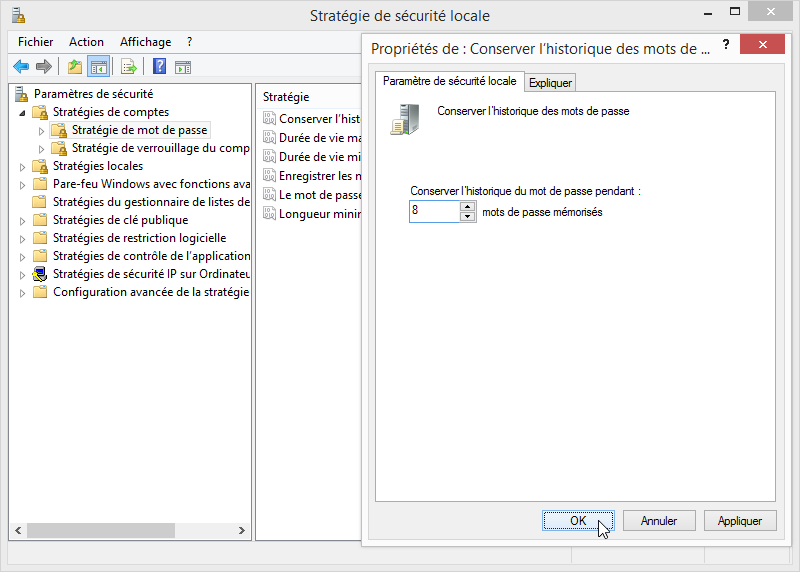 Stratégie de sécurité locale
Fichier Action Affichage ?
Paramètres de sécurité
Stratégies de comptes
Stratégie de mot de passe
Stratégie de verrouillage du comp
Stratégies locales
Pare-feu Windows avec fonctions ava
Stratégies du gestionnaire de listes de
Stratégies de clé publique
Stratégies de restriction logicielle
Stratégies de contrôle de l'application
Stratégies de sécurité IP sur Ordinateu
Configuration avancée de la stratégie
Stratégie
Conserver l'hist
Durée de vie ma
Durée de vie mi
Enregistrer les m
Le mot de passe
Longueur minim
Propriétés de : Conserver l'historique des mots de ...
?
Paramètre de sécurité locale
Expliquer
Conserver l'historique des mots de passe
Conserver l'historique du mot de passe pendant :
8 mots de passe mémorisés
OK Annuler Appliquer